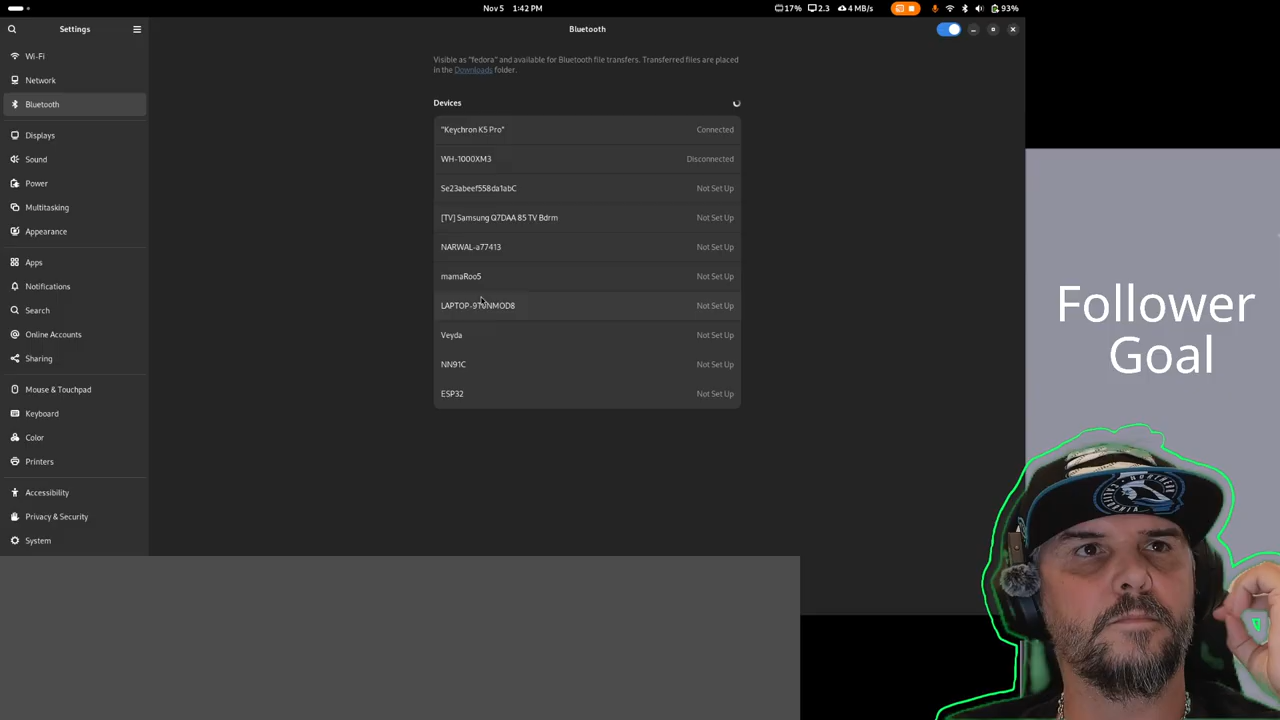 Nov 5 1:42 PM
17% 2.3 4 MB/s 93%
Settings
Bluetooth
Wi-Fi
Network
Bluetooth
Displays
Sound
Power
Multitasking
Appearance
Apps
Notifications
Search
Online Accounts
Sharing
Mouse & Touchpad
Keyboard
Color
Printers
Accessibility
Privacy & Security
System
Visible as "fedora" and available for Bluetooth file transfers. Transferred files are placed
in the Downloads folder.
Devices
"Keychron K5 Pro" Connected
WH-1000XM3 Disconnected
Se23abeef558da1abC Not Set Up
[TV] Samsung Q7DAA 85 TV Bdrm Not Set Up
NARWAL-a77413 Not Set Up
mamaRoo5 Not Set Up
Not Set Up
Veyda Not Set Up
NN91C Not Set Up
ESP32 Not Set Up
Follower
Goal